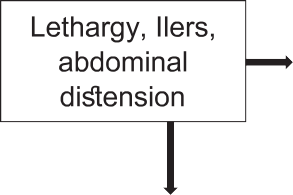 Lethargy, Ilers,
abdominal
distension